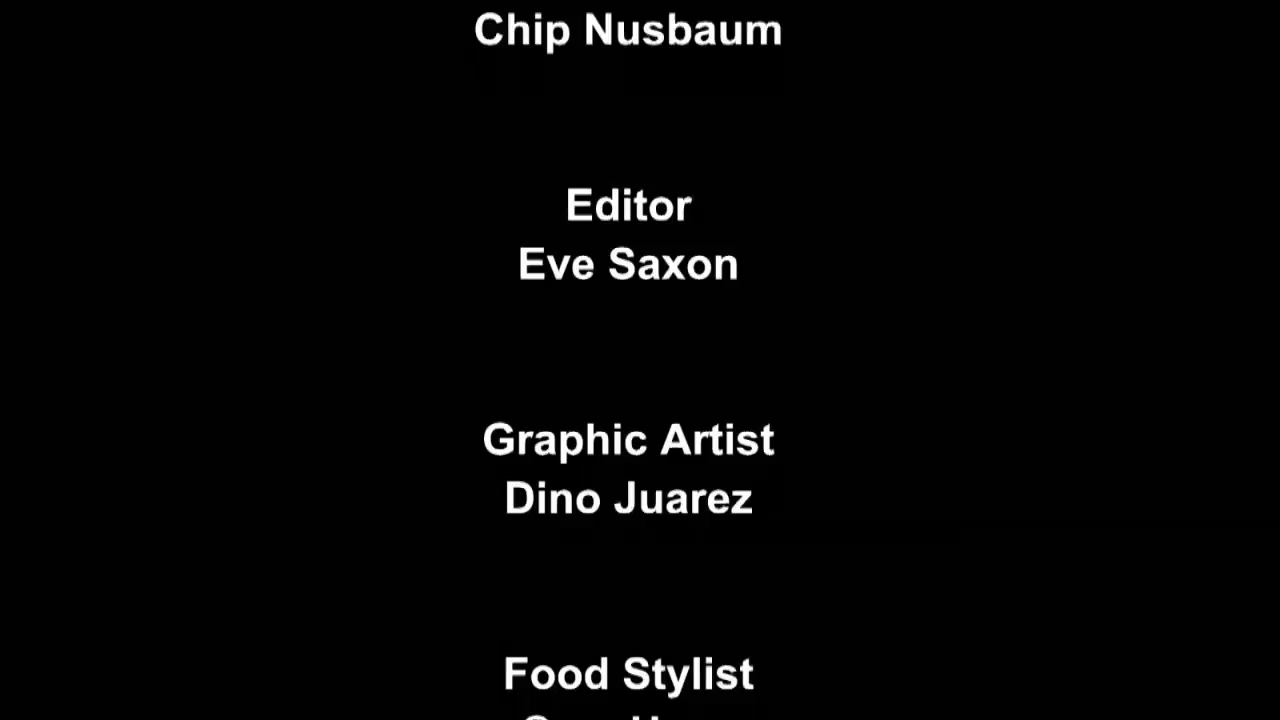 Chip Nusbaum
Editor
Eve Saxon
Graphic Artist
Dino Juarez
Food Stylist